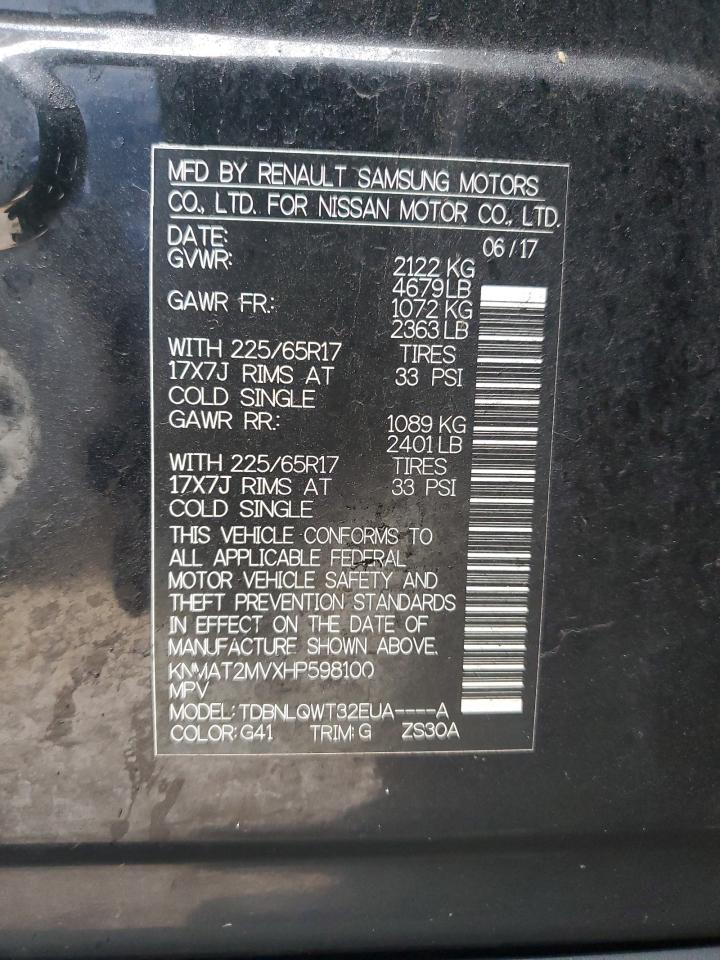 MFD BY RENAULT SAMSUNG MOTORS
CO., LTD. FOR NISSAN MOTOR CO., LTD.
DATE: 06/17
GVWR: 2122 KG
4679 LB
GAWR FR: 1072 KG
2363 LB
WITH 225/65R17 TIRES
17X7J RIMS AT 33 PSI
COLD SINGLE
GAWR RR: 1089 KG
2401 LB
WITH 225/65R17 TIRES
17X7J RIMS AT 33 PSI
COLD SINGLE
THIS VEHICLE CONFORMS TO
ALL APPLICABLE FEDERAL
MOTOR VEHICLE SAFETY AND
THEFT PREVENTION STANDARDS
IN EFFECT ON THE DATE OF
MANUFACTURE SHOWN ABOVE.
KNMAT2MVXHP598100
MPV
MODEL: TDBNLQWT32EUA----A
COLOR: G41 TRIM: G ZS30A